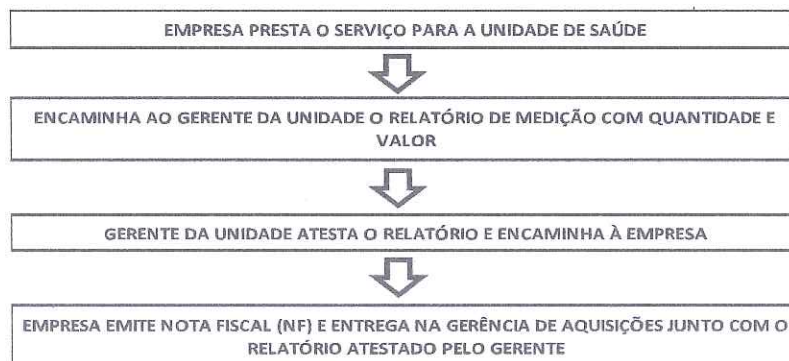 EMPRESA PRESTA O SERVIÇO PARA A UNIDADE DE SAÚDE
ENCAMINHA AO GERENTE DA UNIDADE O RELATÓRIO DE MEDIÇÃO COM QUANTIDADE E
VALOR
GERENTE DA UNIDADE ATESTA O RELATÓRIO E ENCAMINHA À EMPRESA
EMPRESA EMITE NOTA FISCAL (NF) E ENTREGA NA GERÊNCIA DE AQUISIÇÕES JUNTO COM O
RELATÓRIO ATESTADO PELO GERENTE